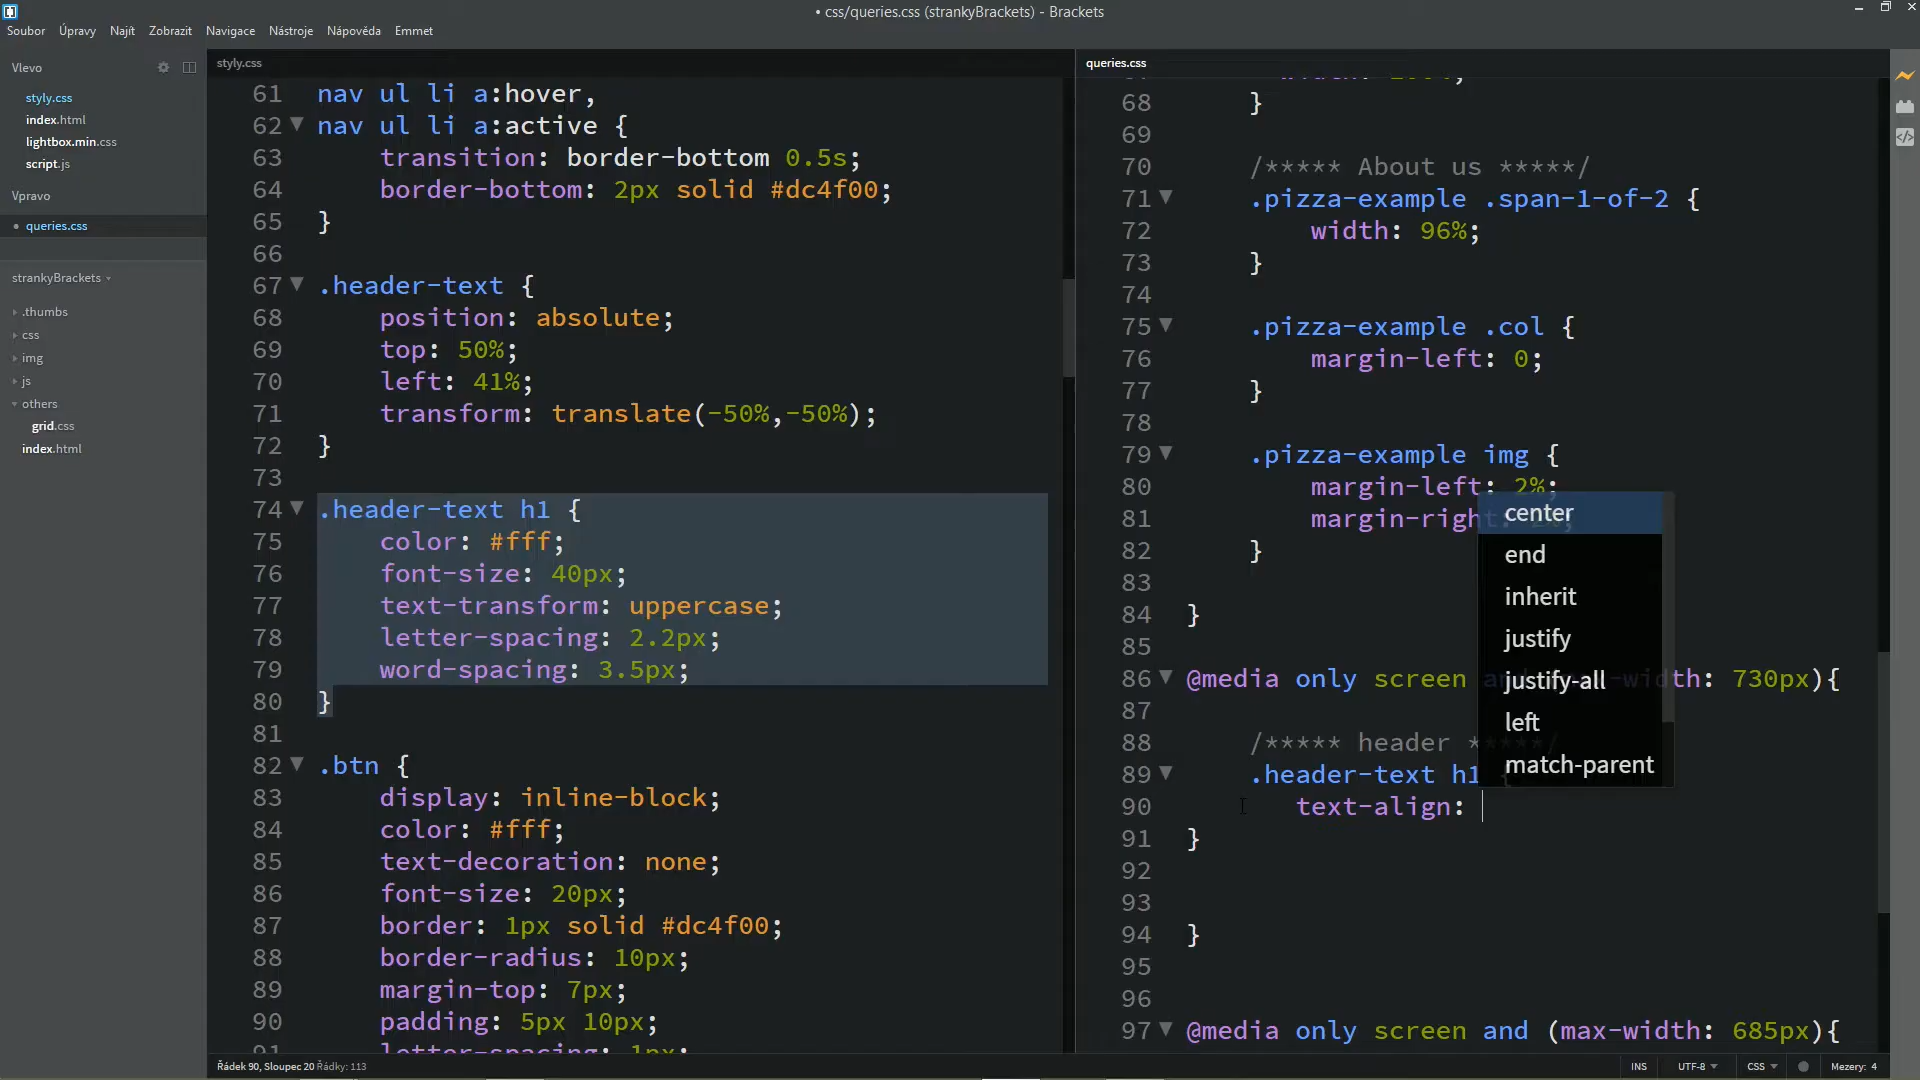 • css/queries.css (strankyBrackets) - Brackets
Soubor Úpravy Najít Zobrazit Navigace Nástroje Nápověda Emmet
Vlevo
styly.css
index.html
lightbox.min.css
script.js
Vpravo
• queries.css
strankyBrackets
.thumbs
css
img
js
others
grid.css
index.html
styly.css
61 nav ul li a:hover,
62 nav ul li a:active {
63 transition: border-bottom 0.5s;
64 border-bottom: 2px solid #dc4f00;
65 }
66
67 .header-text {
68 position: absolute;
69 top: 50%;
70 left: 41%;
71 transform: translate(-50%,-50%);
72 }
73
74 .header-text h1 {
75 color: #fff;
76 font-size: 40px;
77 text-transform: uppercase;
78 letter-spacing: 2.2px;
79 word-spacing: 3.5px;
80 }
81
82 .btn {
83 display: inline-block;
84 color: #fff;
85 text-decoration: none;
86 font-size: 20px;
87 border: 1px solid #dc4f00;
88 border-radius: 10px;
89 margin-top: 7px;
90 padding: 5px 10px;
91 letter-spacing: 1px;
queries.css
68 }
69
70 /***** About us *****/
71 .pizza-example .span-1-of-2 {
72 width: 96%;
73 }
74
75 .pizza-example .col {
76 margin-left: 0;
77 }
78
79 .pizza-example img {
80 margin-left: 2%;
81 margin-right:
82 }
83
84 }
85
86 @media only screen and width: 730px){
87
88 /***** header *****/
89 .header-text h1 {
90 text-align:
91 }
92
93
94 }
95
96
97 @media only screen and (max-width: 685px){
center
end
inherit
justify
justify-all
left
match-parent
Řádek 90, Sloupec 20 Řádky: 113
INS UTF-8 CSS Mezery: 4